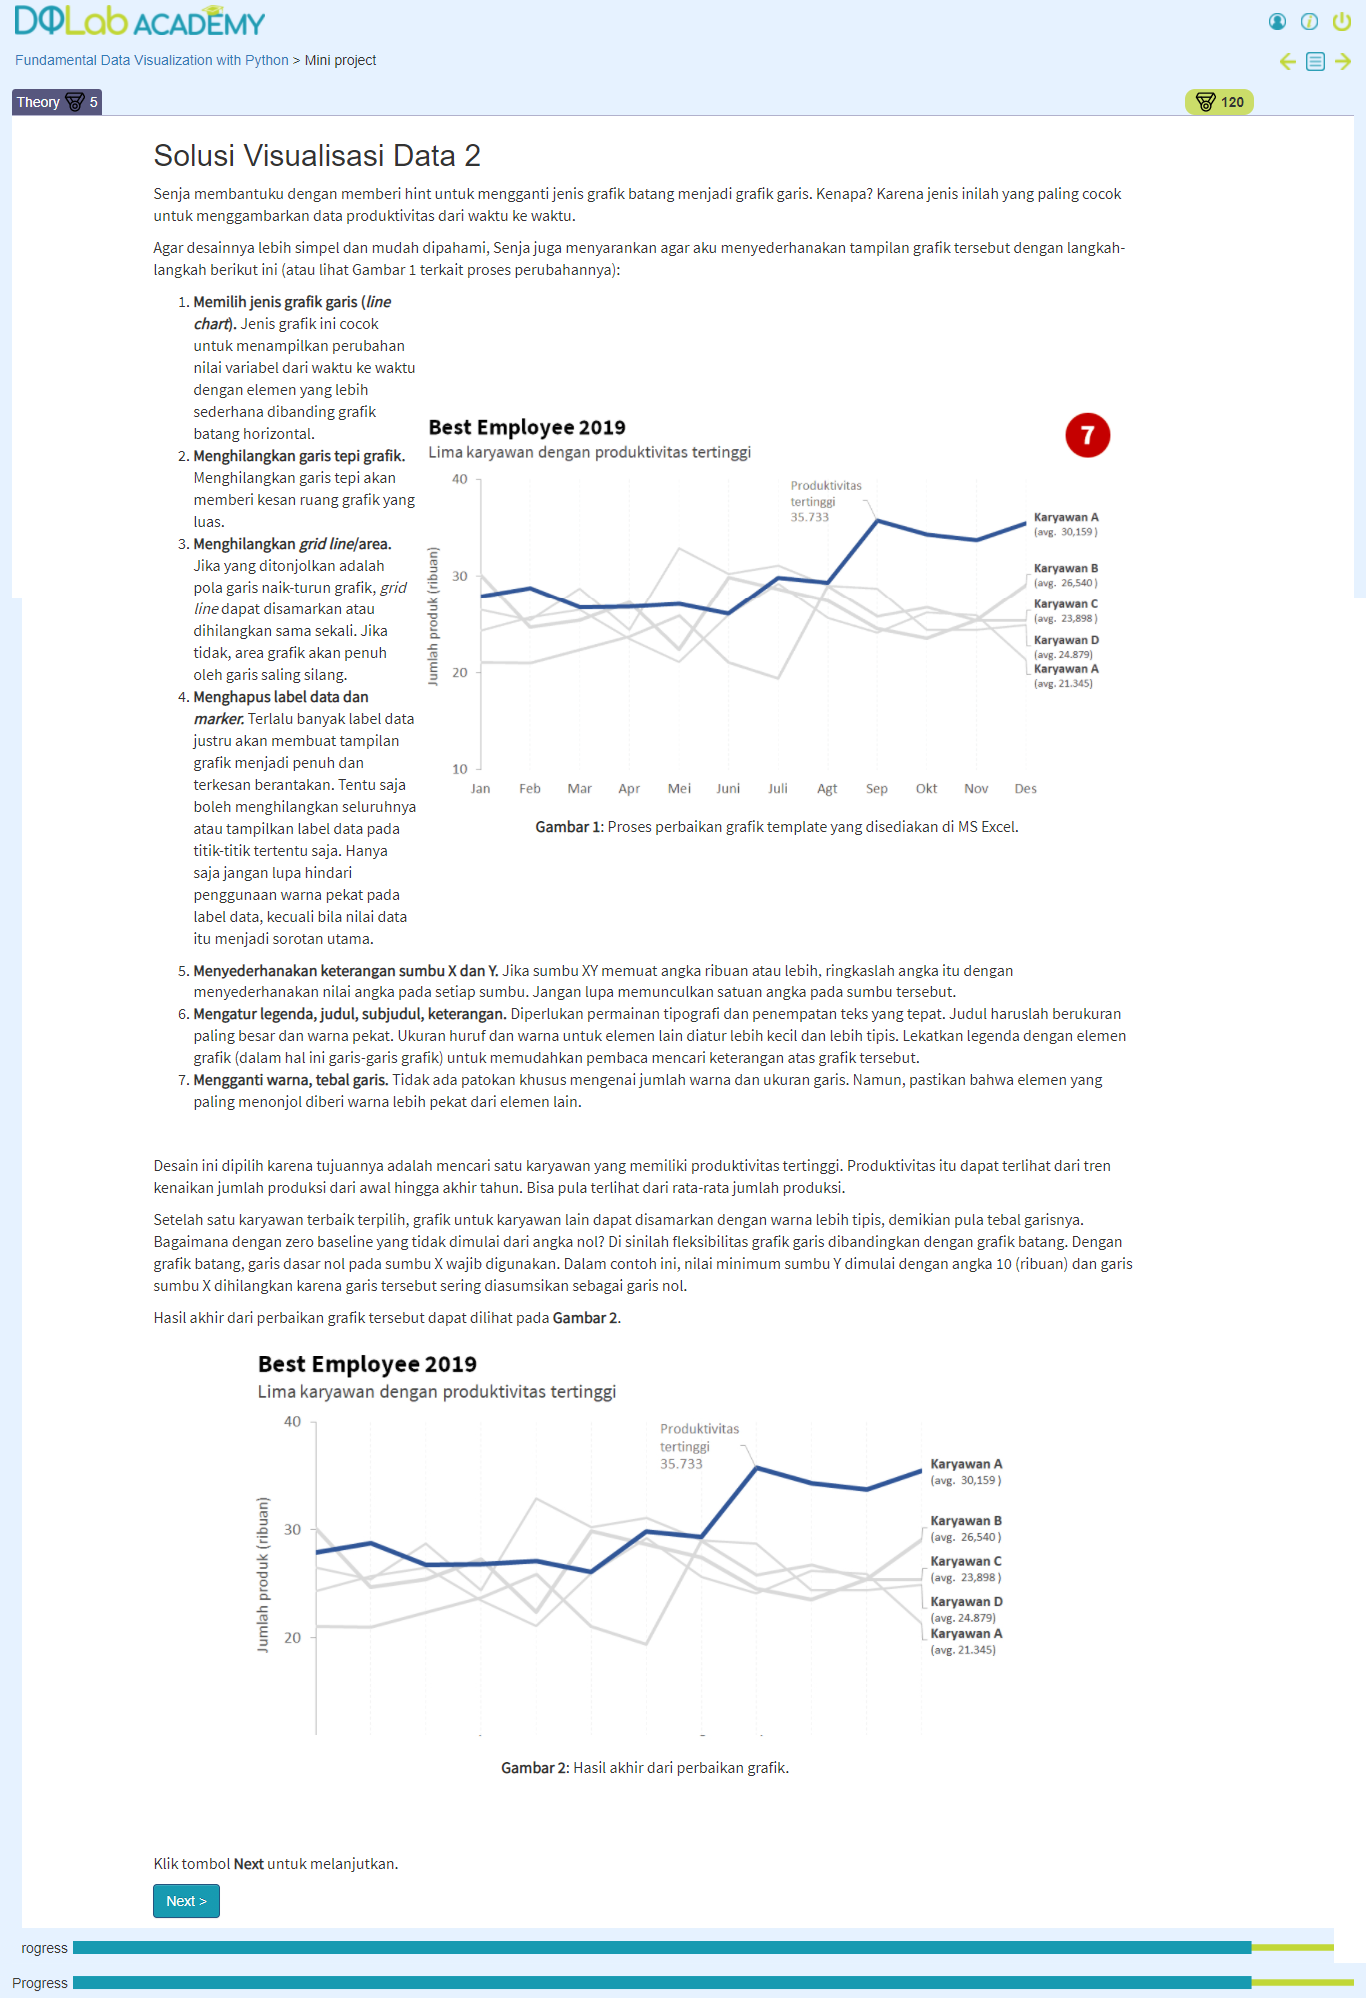 DQLab ACADEMY
Fundamental Data Visualization with Python > Mini project
Theory 5
120
Solusi Visualisasi Data 2
Senja membantuku dengan memberi hint untuk mengganti jenis grafik batang menjadi grafik garis. Kenapa? Karena jenis inilah yang paling cocok
untuk menggambarkan data produktivitas dari waktu ke waktu.
Agar desainnya lebih simpel dan mudah dipahami, Senja juga menyarankan agar aku menyederhanakan tampilan grafik tersebut dengan langkah-
langkah berikut ini (atau lihat Gambar 1 terkait proses perubahannya):
1. Memilih jenis grafik garis (line
chart). Jenis grafik ini cocok
untuk menampilkan perubahan
nilai variabel dari waktu ke waktu
dengan elemen yang lebih
sederhana dibanding grafik
batang horizontal.
2. Menghilangkan garis tepi grafik.
Menghilangkan garis tepi akan
memberi kesan ruang grafik yang
luas.
3. Menghilangkan grid line/area.
Jika yang ditonjolkan adalah
pola garis naik-turun grafik, grid
line dapat disamarkan atau
dihilangkan sama sekali. Jika
tidak, area grafik akan penuh
oleh garis saling silang.
4. Menghapus label data dan
marker. Terlalu banyak label data
justru akan membuat tampilan
grafik menjadi penuh dan
terkesan berantakan. Tentu saja
boleh menghilangkan seluruhnya
atau tampilkan label data pada
titik-titik tertentu saja. Hanya
saja jangan lupa hindari
penggunaan warna pekat pada
label data, kecuali bila nilai data
itu menjadi sorotan utama.
Best Employee 2019
7
Lima karyawan dengan produktivitas tertinggi
Jumlah produk (ribuan)
40
30
20
10
Produktivitas
tertinggi
35.733
Karyawan A
(avg. 30,159 )
Karyawan B
(avg. 26,540 )
Karyawan C
(avg. 23,898 )
Karyawan D
(avg. 24.879)
Karyawan A
(avg. 21.345)
Jan Feb Mar Apr Mei Juni Juli Agt Sep Okt Nov Des
Gambar 1: Proses perbaikan grafik template yang disediakan di MS Excel.
5. Menyederhanakan keterangan sumbu X dan Y. Jika sumbu XY memuat angka ribuan atau lebih, ringkaslah angka itu dengan
menyederhanakan nilai angka pada setiap sumbu. Jangan lupa memunculkan satuan angka pada sumbu tersebut.
6. Mengatur legenda, judul, subjudul, keterangan. Diperlukan permainan tipografi dan penempatan teks yang tepat. Judul haruslah berukuran
paling besar dan warna pekat. Ukuran huruf dan warna untuk elemen lain diatur lebih kecil dan lebih tipis. Lekatkan legenda dengan elemen
grafik (dalam hal ini garis-garis grafik) untuk memudahkan pembaca mencari keterangan atas grafik tersebut.
7. Mengganti warna, tebal garis. Tidak ada patokan khusus mengenai jumlah warna dan ukuran garis. Namun, pastikan bahwa elemen yang
paling menonjol diberi warna lebih pekat dari elemen lain.
Desain ini dipilih karena tujuannya adalah mencari satu karyawan yang memiliki produktivitas tertinggi. Produktivitas itu dapat terlihat dari tren
kenaikan jumlah produksi dari awal hingga akhir tahun. Bisa pula terlihat dari rata-rata jumlah produksi.
Setelah satu karyawan terbaik terpilih, grafik untuk karyawan lain dapat disamarkan dengan warna lebih tipis, demikian pula tebal garisnya.
Bagaimana dengan zero baseline yang tidak dimulai dari angka nol? Di sinilah fleksibilitas grafik garis dibandingkan dengan grafik batang. Dengan
grafik batang, garis dasar nol pada sumbu X wajib digunakan. Dalam contoh ini, nilai minimum sumbu Y dimulai dengan angka 10 (ribuan) dan garis
sumbu X dihilangkan karena garis tersebut sering diasumsikan sebagai garis nol.
Hasil akhir dari perbaikan grafik tersebut dapat dilihat pada Gambar 2.
Best Employee 2019
Lima karyawan dengan produktivitas tertinggi
Jumlah produk (ribuan)
40
30
20
Produktivitas
tertinggi
35.733
Karyawan A
(avg. 30,159 )
Karyawan B
(avg. 26,540 )
Karyawan C
(avg. 23,898 )
Karyawan D
(avg. 24.879)
Karyawan A
(avg. 21.345)
Gambar 2: Hasil akhir dari perbaikan grafik.
Klik tombol Next untuk melanjutkan.
Next >
rogress
Progress